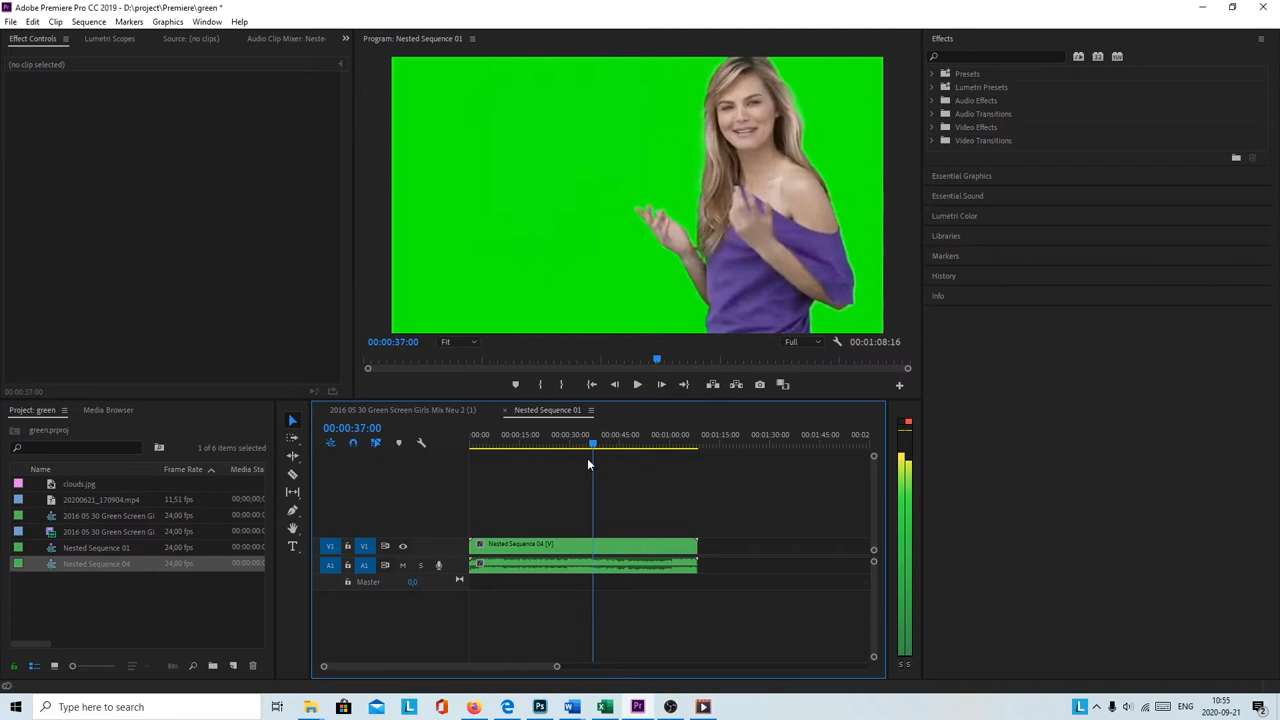 Adobe Premiere Pro CC 2019 - D:\project\Premiere\green *
File Edit Clip Sequence Markers Graphics Window Help
Effect Controls Lumetri Scopes Source: (no clips) Audio Clip Mixer: Neste
(no clip selected)
00:00:37:00
Program: Nested Sequence 01
00:00:37:00 Fit Full 00:01:08:16
Effects
Presets
Lumetri Presets
Audio Effects
Audio Transitions
Video Effects
Video Transitions
Essential Graphics
Essential Sound
Lumetri Color
Libraries
Markers
History
Info
Project: green Media Browser
green.prproj
1 of 6 items selected
Name Frame Rate Media Sta
clouds.jpg
20200621_170904.mp4 11,51 fps 00;00;00;0
2016 05 30 Green Screen Gi 24,00 fps 00:00:00:0
2016 05 30 Green Screen Gi 24,00 fps 00:00:00:0
Nested Sequence 01 24,00 fps 00:00:00:0
Nested Sequence 04 24,00 fps 00:00:00:0
2016 05 30 Green Screen Girls Mix Neu 2 (1) × Nested Sequence 01
00:00:37:00
:00:00 00:00:15:00 00:00:30:00 00:00:45:00 00:01:00:00 00:01:15:00 00:01:30:00 00:01:45:00 00:02
V1 V1 Nested Sequence 04 [V]
A1 A1 M S
Master 0,0
S S
Type here to search
ENG 10:55
2020-09-21
2